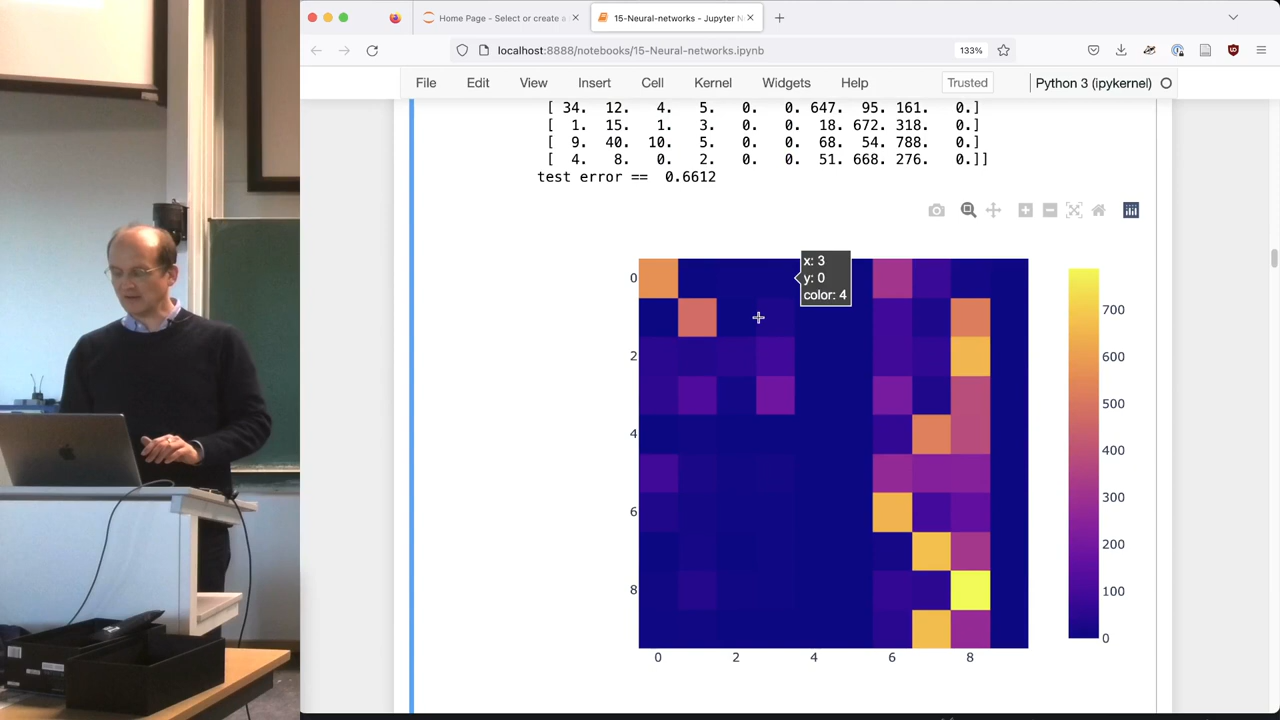 Home Page - Select or create a
15-Neural-networks - Jupyter N
localhost:8888/notebooks/15-Neural-networks.ipynb
133%
File Edit View Insert Cell Kernel Widgets Help Trusted Python 3 (ipykernel)
[ 34. 12. 4. 5. 0. 0. 647. 95. 161. 0.]
[ 1. 15. 1. 3. 0. 0. 18. 672. 318. 0.]
[ 9. 40. 10. 5. 0. 0. 68. 54. 788. 0.]
[ 4. 8. 0. 2. 0. 0. 51. 668. 276. 0.]]
test error == 0.6612
x: 3
y: 0
color: 4
0
2
4
6
8
0 2 4 6 8
700
600
500
400
300
200
100
0